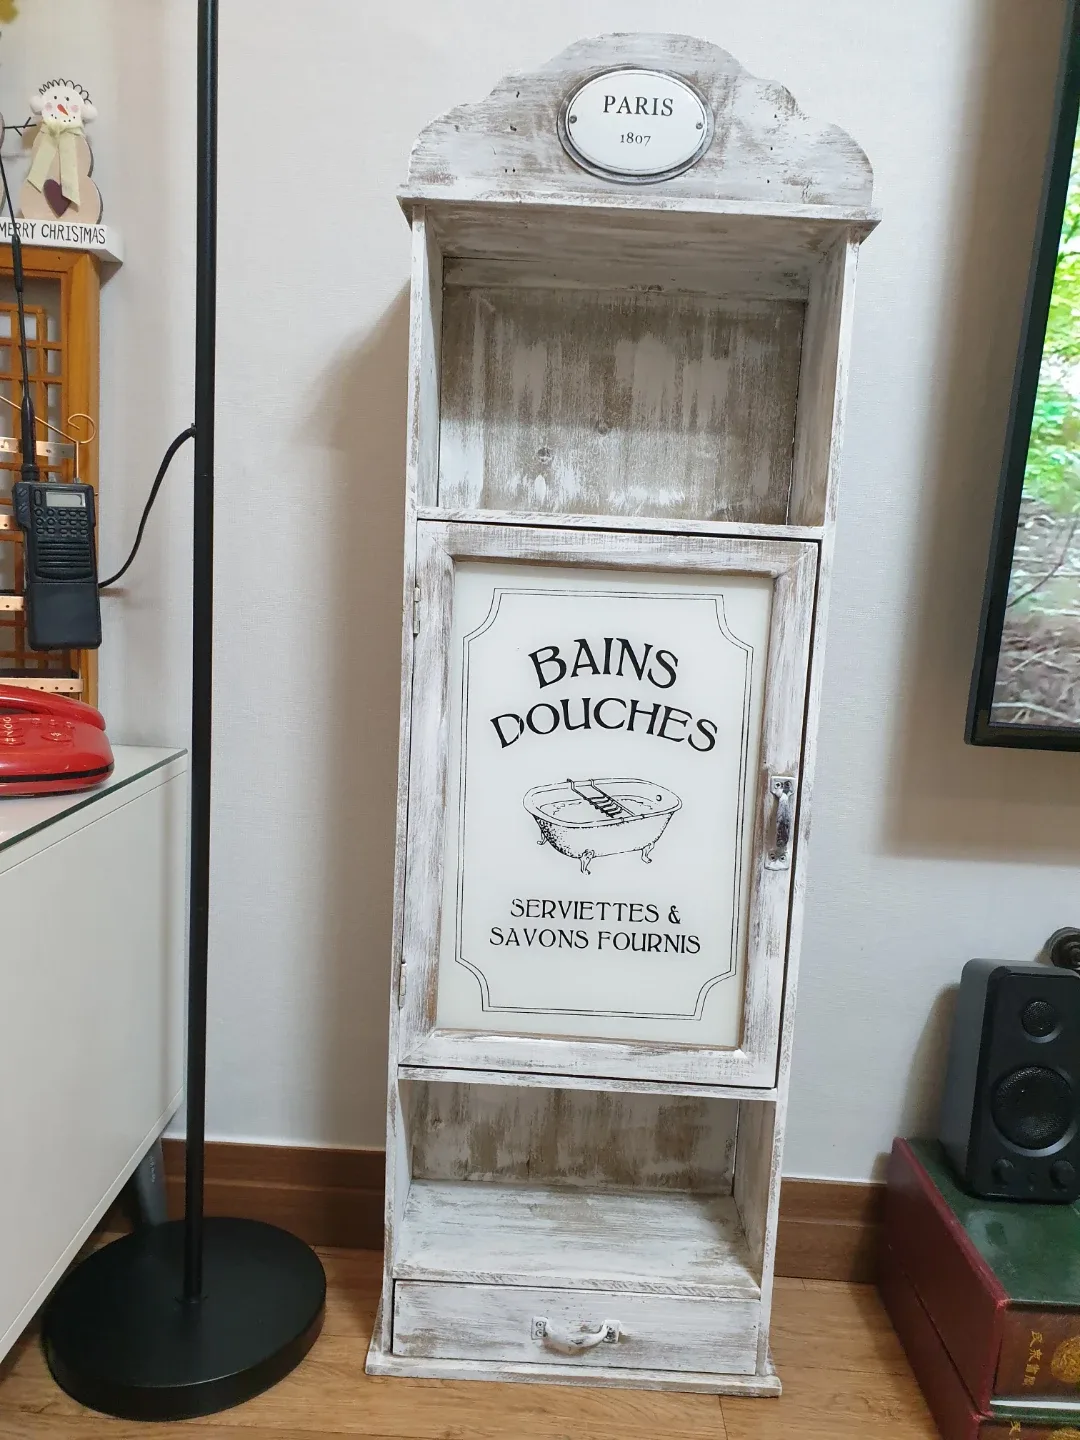 PARIS
1807
MERRY CHRISTMAS
BAINS
DOUCHES
SERVIETTES &
SAVONS FOURNIS